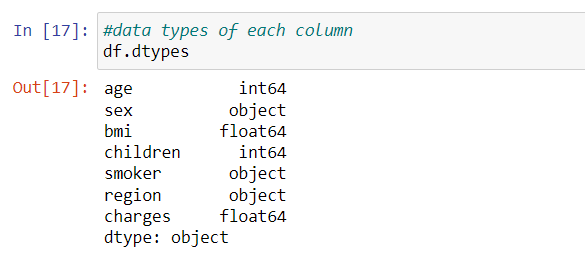 In [17]: #data types of each column
df.dtypes
Out[17]: age int64
sex object
bmi float64
children int64
smoker object
region object
charges float64
dtype: object